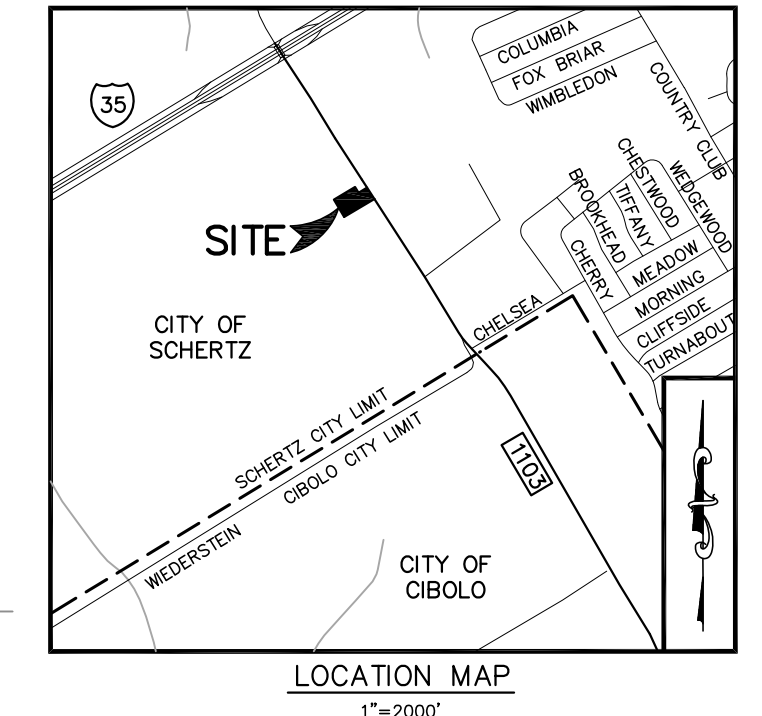 COLUMBIA
FOX BRIAR
WIMBLEDON
COUNTRY CLUB
35
BROOKHEAD
TIFFANY
CHESTWOOD
WEDGEWOOD
CHERRY
MEADOW
MORNING
CLIFFSIDE
TURNABOUT
SITE
CITY OF
SCHERTZ
CHELSEA
SCHERTZ CITY LIMIT
CIBOLO CITY LIMIT
1103
WIEDERSTEIN
CITY OF
CIBOLO
LOCATION MAP
1"=2000'